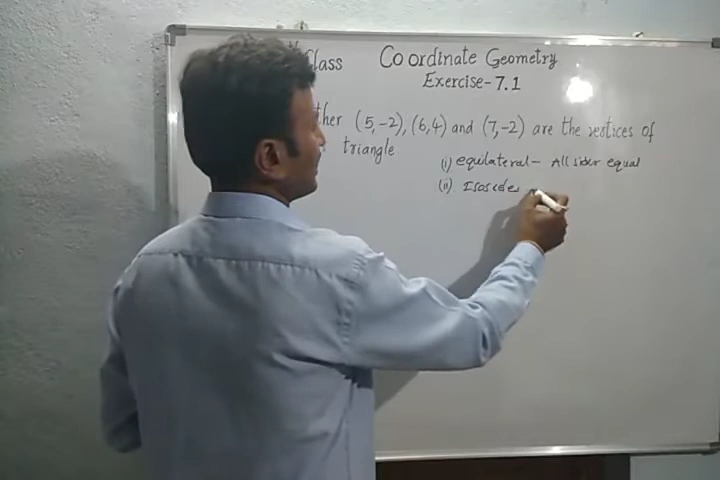 Class Coordinate Geometry
Exercise-7.1
ther (5,-2), (6,4) and (7,-2) are the vertices of
triangle
(i) equilateral- All sides equal
(ii) Isosceles